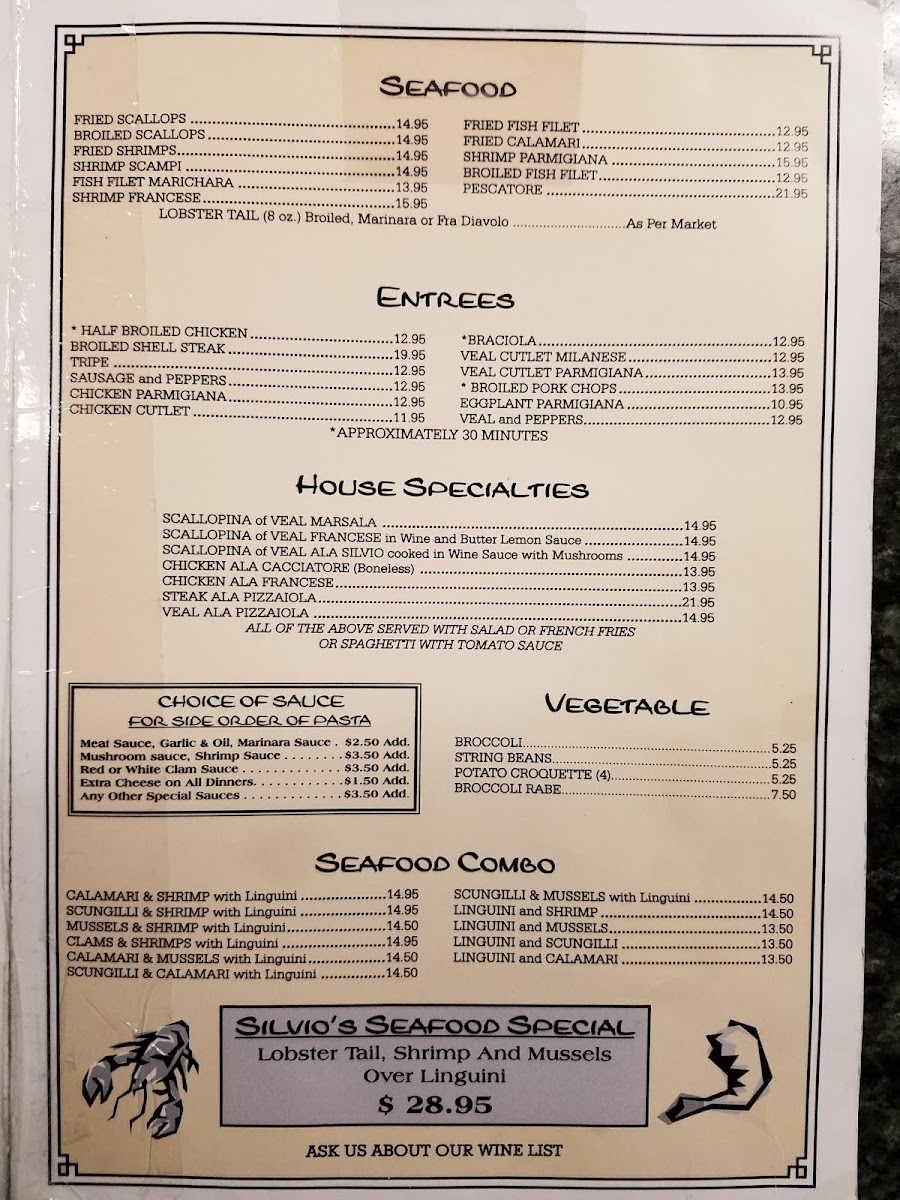 SEAFOOD
FRIED SCALLOPS ....................14.95
BROILED SCALLOPS ....................14.95
FRIED SHRIMPS ....................14.95
SHRIMP SCAMPI ....................14.95
FISH FILET MARICHARA ....................13.95
SHRIMP FRANCESE ....................15.95
FRIED FISH FILET ....................12.95
FRIED CALAMARI ....................12.95
SHRIMP PARMIGIANA ....................15.95
BROILED FISH FILET ....................12.95
PESCATORE ....................21.95
LOBSTER TAIL (8 oz.) Broiled, Marinara or Fra Diavolo ....................As Per Market
ENTREES
* HALF BROILED CHICKEN ....................12.95
BROILED SHELL STEAK ....................19.95
TRIPE ....................12.95
SAUSAGE and PEPPERS ....................12.95
CHICKEN PARMIGIANA ....................12.95
CHICKEN CUTLET ....................11.95
*BRACIOLA ....................12.95
VEAL CUTLET MILANESE ....................12.95
VEAL CUTLET PARMIGIANA ....................13.95
* BROILED PORK CHOPS ....................13.95
EGGPLANT PARMIGIANA ....................10.95
VEAL and PEPPERS ....................12.95
*APPROXIMATELY 30 MINUTES
HOUSE SPECIALTIES
SCALLOPINA of VEAL MARSALA ....................14.95
SCALLOPINA of VEAL FRANCESE in Wine and Butter Lemon Sauce ....................14.95
SCALLOPINA of VEAL ALA SILVIO cooked in Wine Sauce with Mushrooms ....................14.95
CHICKEN ALA CACCIATORE (Boneless) ....................13.95
CHICKEN ALA FRANCESE ....................13.95
STEAK ALA PIZZAIOLA ....................21.95
VEAL ALA PIZZAIOLA ....................14.95
ALL OF THE ABOVE SERVED WITH SALAD OR FRENCH FRIES
OR SPAGHETTI WITH TOMATO SAUCE
CHOICE OF SAUCE
FOR SIDE ORDER OF PASTA
Meat Sauce, Garlic & Oil, Marinara Sauce . $2.50 Add.
Mushroom sauce, Shrimp Sauce ........$3.50 Add.
Red or White Clam Sauce ............$3.50 Add.
Extra Cheese on All Dinners............$1.50 Add.
Any Other Special Sauces ............$3.50 Add.
VEGETABLE
BROCCOLI ....................5.25
STRING BEANS ....................5.25
POTATO CROQUETTE (4) ....................5.25
BROCCOLI RABE ....................7.50
SEAFOOD COMBO
CALAMARI & SHRIMP with Linguini ....................14.95
SCUNGILLI & SHRIMP with Linguini ....................14.95
MUSSELS & SHRIMP with Linguini ....................14.50
CLAMS & SHRIMPS with Linguini ....................14.95
CALAMARI & MUSSELS with Linguini ....................14.50
SCUNGILLI & CALAMARI with Linguini ....................14.50
SCUNGILLI & MUSSELS with Linguini ....................14.50
LINGUINI and SHRIMP ....................14.50
LINGUINI and MUSSELS ....................13.50
LINGUINI and SCUNGILLI ....................13.50
LINGUINI and CALAMARI ....................13.50
SILVIO'S SEAFOOD SPECIAL
Lobster Tail, Shrimp And Mussels
Over Linguini
$ 28.95
ASK US ABOUT OUR WINE LIST